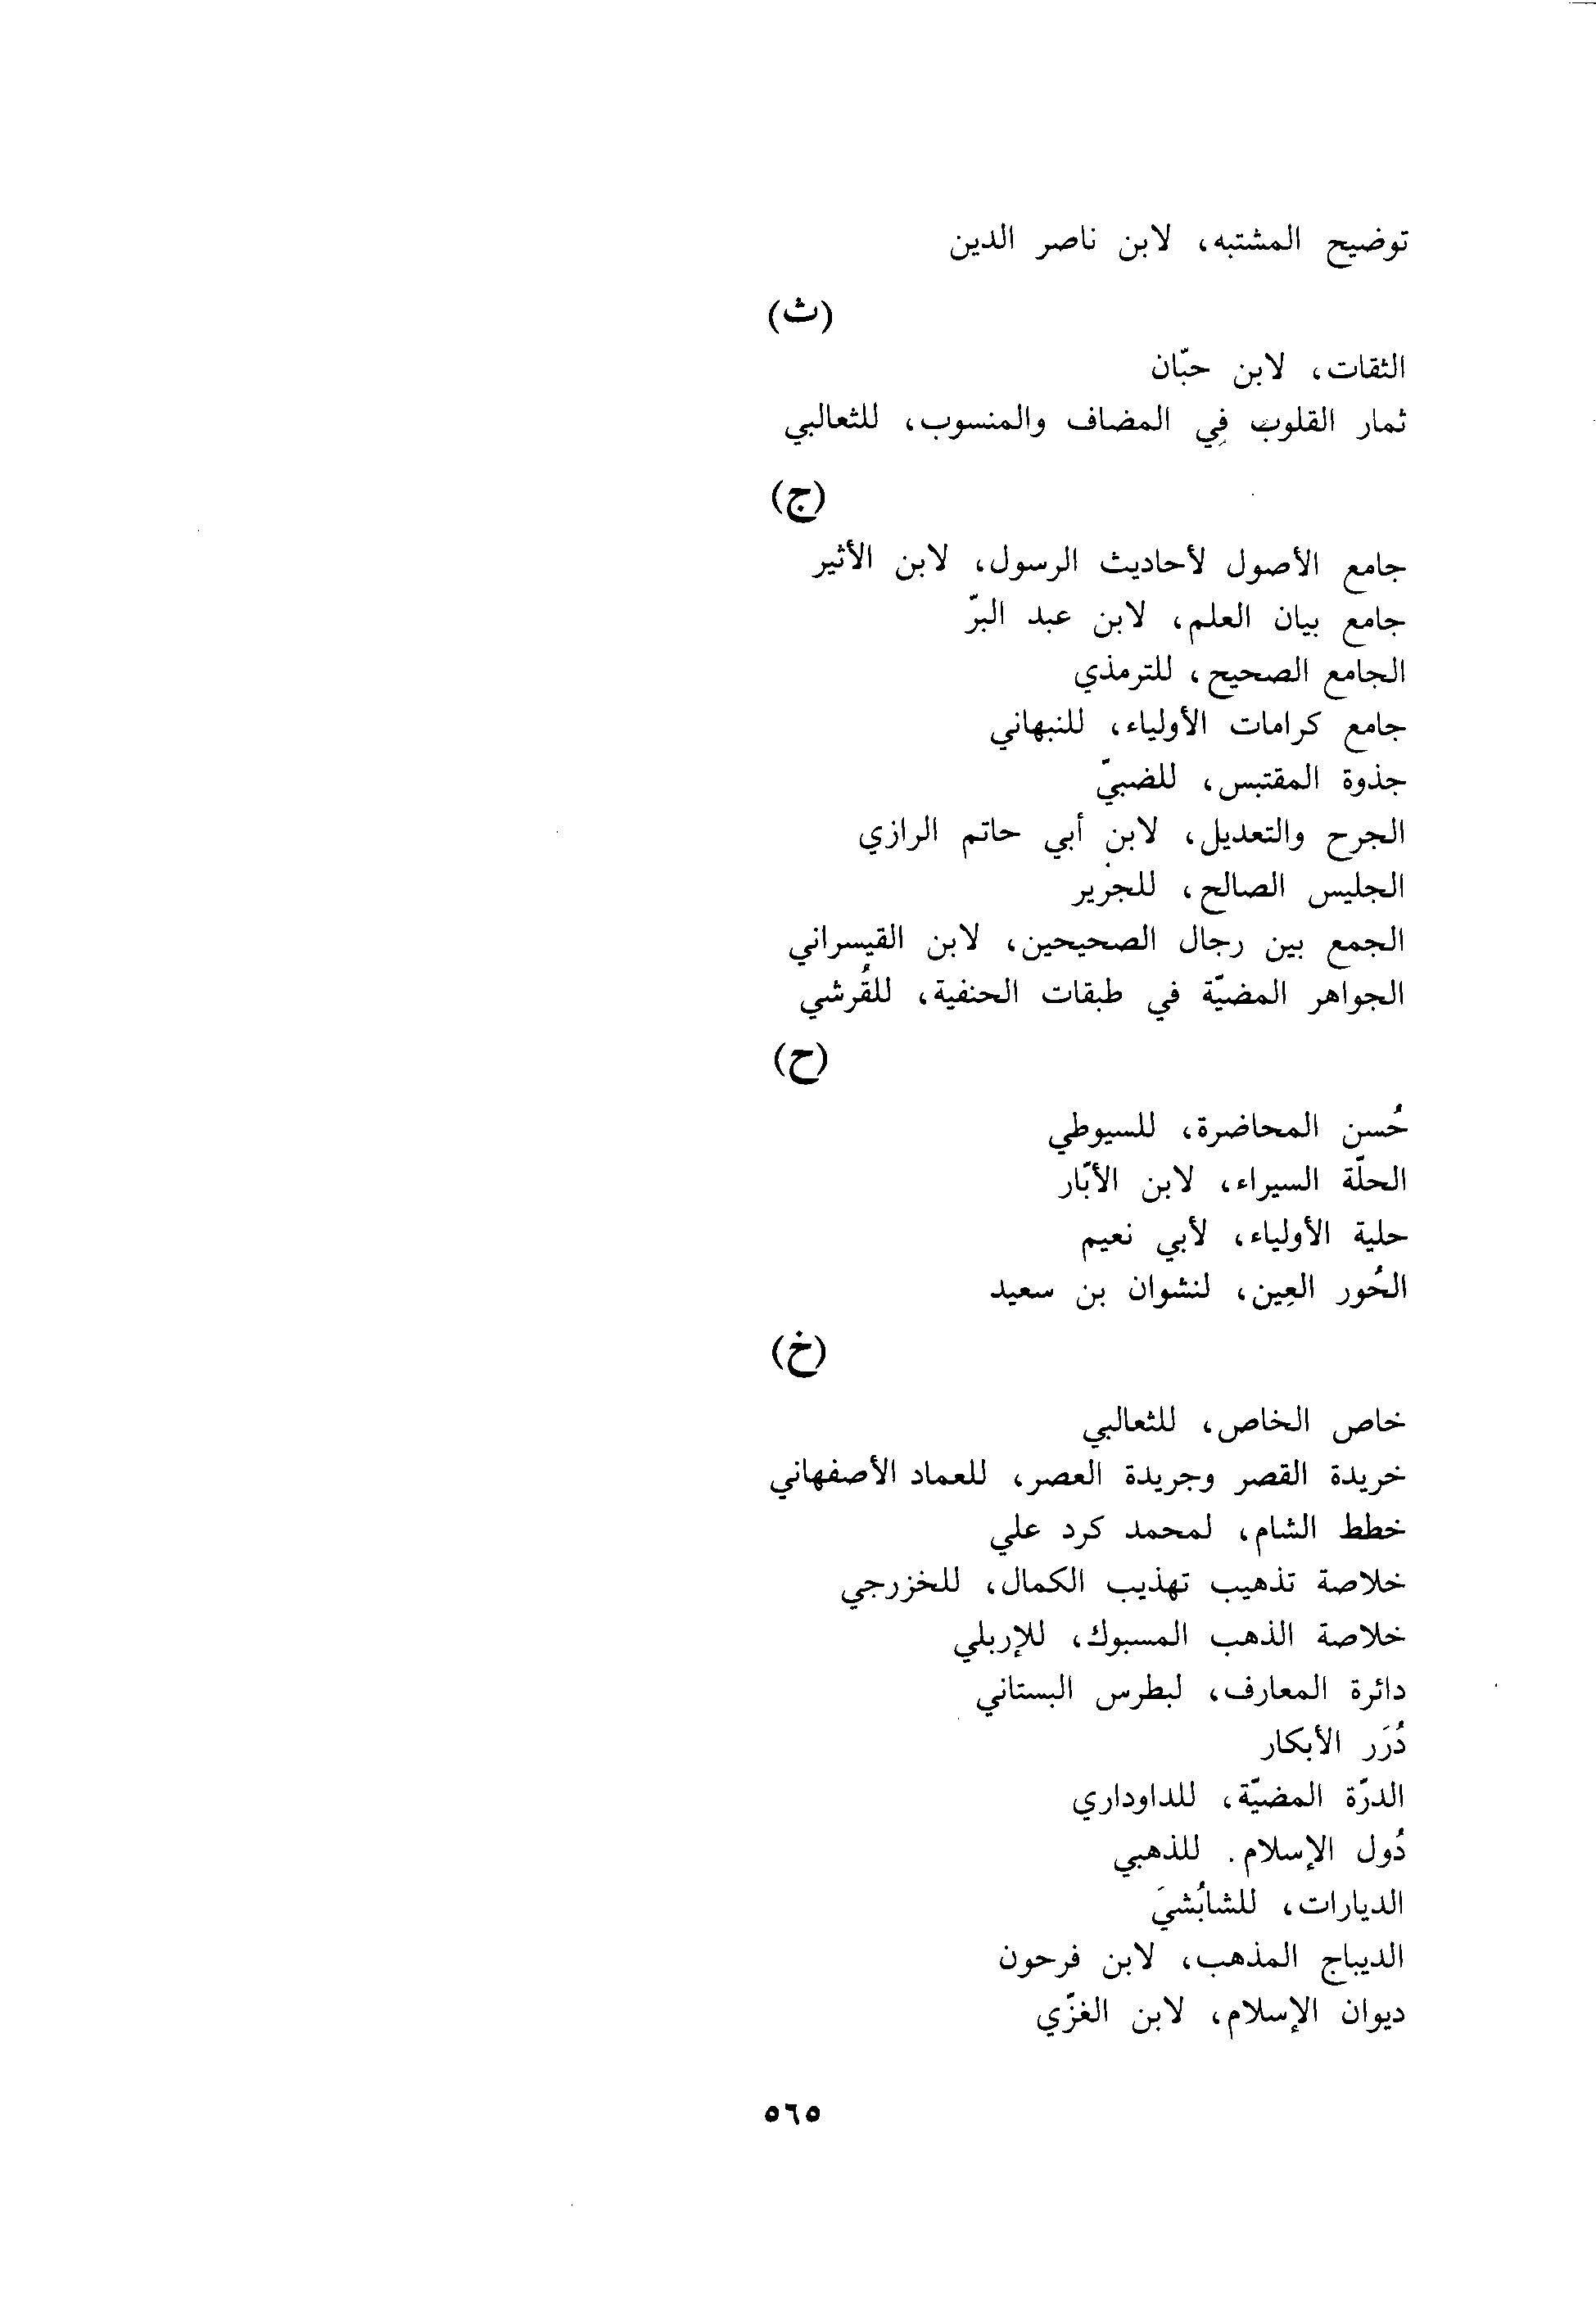 توضيح المشتبه، لابن ناصر الدين
(ث)
الثقات، لابن حبّان
ثمار القلوب فِي المضاف والمنسوب، للثعالبي
(ج)
جامع الأصول لأحاديث الرسول، لابن الأثير
جامع بيان العلم، لابن عبد البرّ
الجامع الصحيح، للترمذي
جامع كرامات الأولياء، للنبهاني
جذوة المقتبس، للضبيّ
الجرح والتعديل، لابن أبي حاتم الرازي
الجليس الصالح، للجرير
الجمع بين رجال الصحيحين، لابن القيسراني
الجواهر المضيّة في طبقات الحنفية، للقُرشي
(ح)
حُسن المحاضرة، للسيوطي
الحلّة السيراء، لابن الأبّار
حلية الأولياء، لأبي نعيم
الحُور العِين، لنشوان بن سعيد
(خ)
خاص الخاص، للثعالبي
خريدة القصر وجريدة العصر، للعماد الأصفهاني
خطط الشام، لمحمد كرد علي
خلاصة تذهيب تهذيب الكمال، للخزرجي
خلاصة الذهب المسبوك، للإربلي
دائرة المعارف، لبطرس البستاني
دُرَر الأبكار
الدرّة المضيّة، للداوداري
دُول الإسلام. للذهبي
الديارات، للشابُشيَ
الديباج المذهب، لابن فرحون
ديوان الإسلام، لابن الغزّي
٥٦٥